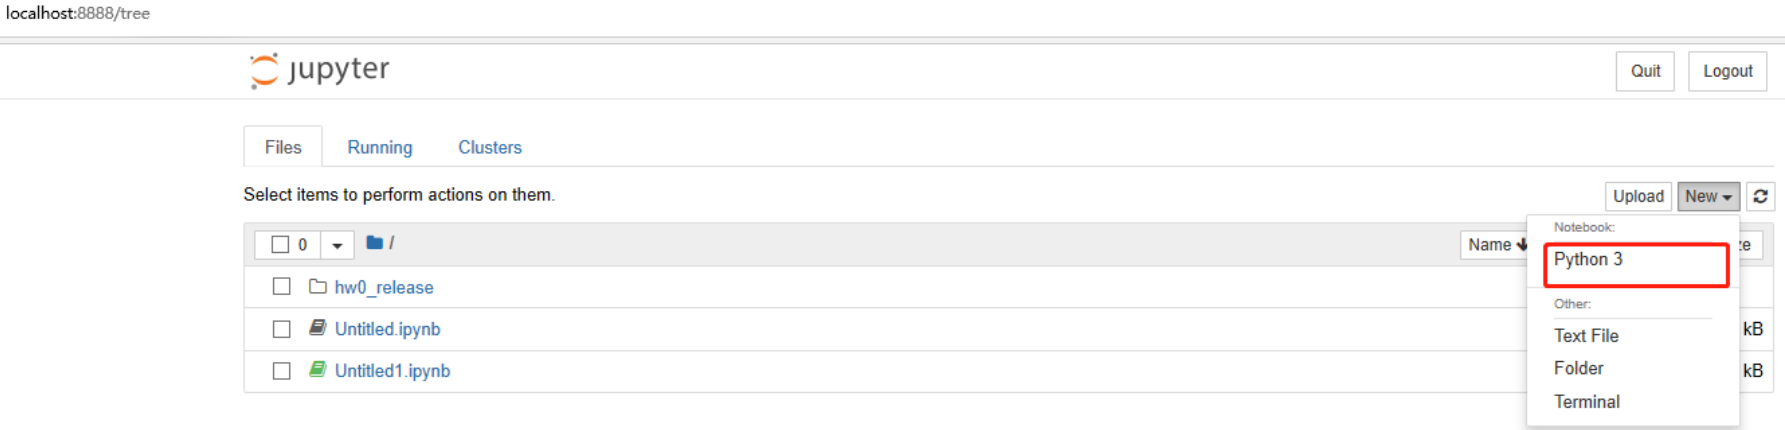 localhost:8888/tree
jupyter
Quit
Logout
Files
Running
Clusters
Select items to perform actions on them.
Upload
New
0
/
Name
ze
Notebook:
Python 3
Other:
Text File
Folder
Terminal
hw0_release
Untitled.ipynb
kB
Untitled1.ipynb
kB